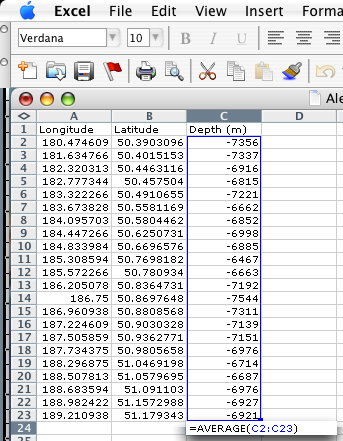 Excel File Edit View Insert Forma
Verdana 10 B I U
Ale
A B C D E
1 Longitude Latitude Depth (m)
2 180.474609 50.3903096 -7356
3 181.634766 50.4015153 -7337
4 182.320313 50.4463116 -6916
5 182.777344 50.457504 -6815
6 183.322266 50.4910655 -7221
7 183.673828 50.5581169 -6662
8 184.095703 50.5804462 -6852
9 184.447266 50.6250731 -6998
10 184.833984 50.6696576 -6885
11 185.308594 50.7698182 -6467
12 185.572266 50.780934 -6663
13 186.205078 50.8364731 -7192
14 186.75 50.8697648 -7544
15 186.960938 50.8808568 -7311
16 187.224609 50.9030328 -7139
17 187.505859 50.9362771 -7151
18 187.734375 50.9805658 -6976
19 188.296875 51.0469198 -6714
20 188.507813 51.0579695 -6687
21 188.683594 51.091103 -6976
22 188.982422 51.1572988 -6927
23 189.210938 51.179343 -6921
24 =AVERAGE(C2:C23)
25